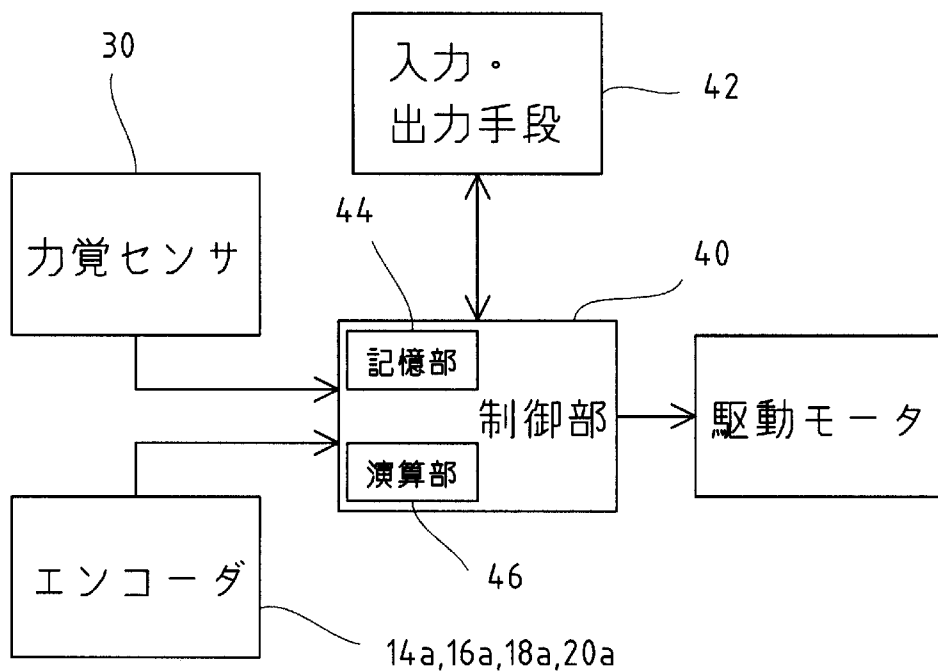 30
入力・
出力手段
42
力覚センサ
44
40
記憶部
制御部
駆動モータ
演算部
エンコーダ
46
14a,16a,18a,20a